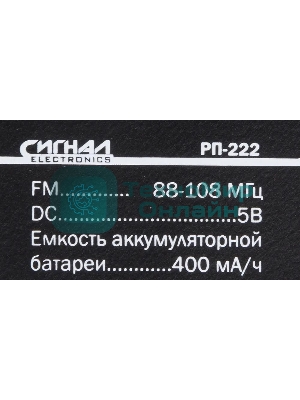 СИГНАЛ
ELECTRONICS
РП-222
FM............. 88-108 МГц
DC...........................5В
Емкость аккумуляторной
батареи............400 мА/ч